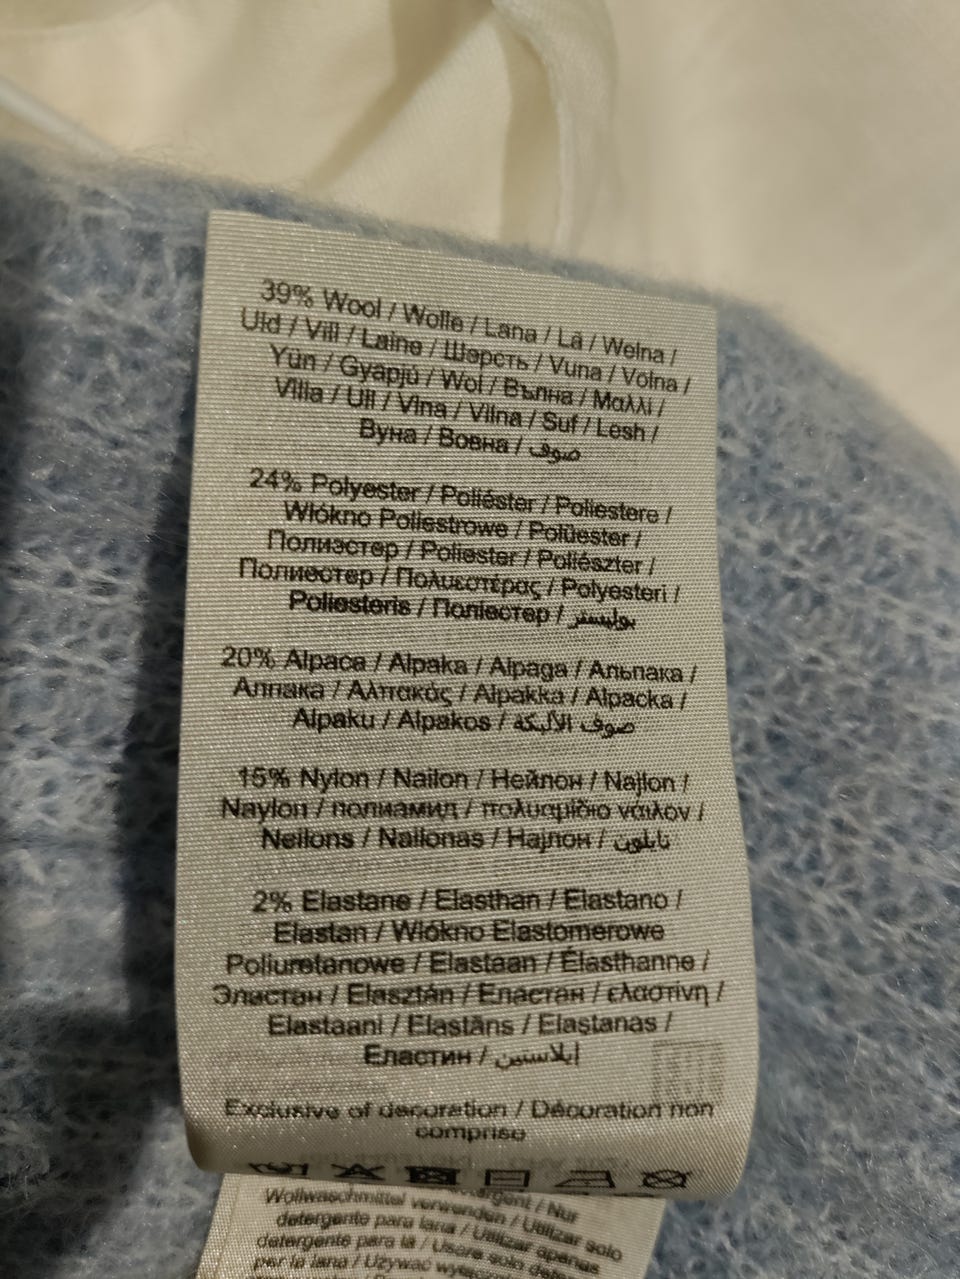 39% Wool / Wolle / Lana / Lã / Wełna /
Uld / Villi / Laine / Шерсть / Vuna / Volna /
Yün / Gyapjú / Wol / Вълна / Μαλλί /
Villa / Ull / Vlna / Vilna / Suf / Lesh /
Вуна / Вовна / صوف
24% Polyester / Poliéster / Poliestere /
Włókno Poliestrowe / Polüester /
Полиэстер / Poliester / Poliészter /
Полиестер / Πολυεστέρας / Polyesteri /
Poliesteris / Поліестер / بوليستر
20% Alpaca / Alpaka / Alpaga / Альпака /
Алпака / Αλπακάς / Alpakka / Alpacka /
Alpaku / Alpakos / صوف الألبكة
15% Nylon / Nailon / Нейлон / Najlon /
Naylon / полиамид / πολυαμίδιο νάιλον /
Neilons / Nailonas / Најлон / نايلون
2% Elastane / Elasthan / Elastano /
Elastan / Włókno Elastomerowe
Poliuretanowe / Elastaan / Élasthanne /
Эластан / Elasztán / Еластан / ελαστίνη /
Elastaani / Elastāns / Elastanas /
Еластин / إيلاستين
Exclusive of decoration / Décoration non
comprise
Wollwaschmittel verwenden / Nur
detergente para lana / Utilizar solo
detergente para lã / Utilizar apenas
per la lana / Usare solo
Używać